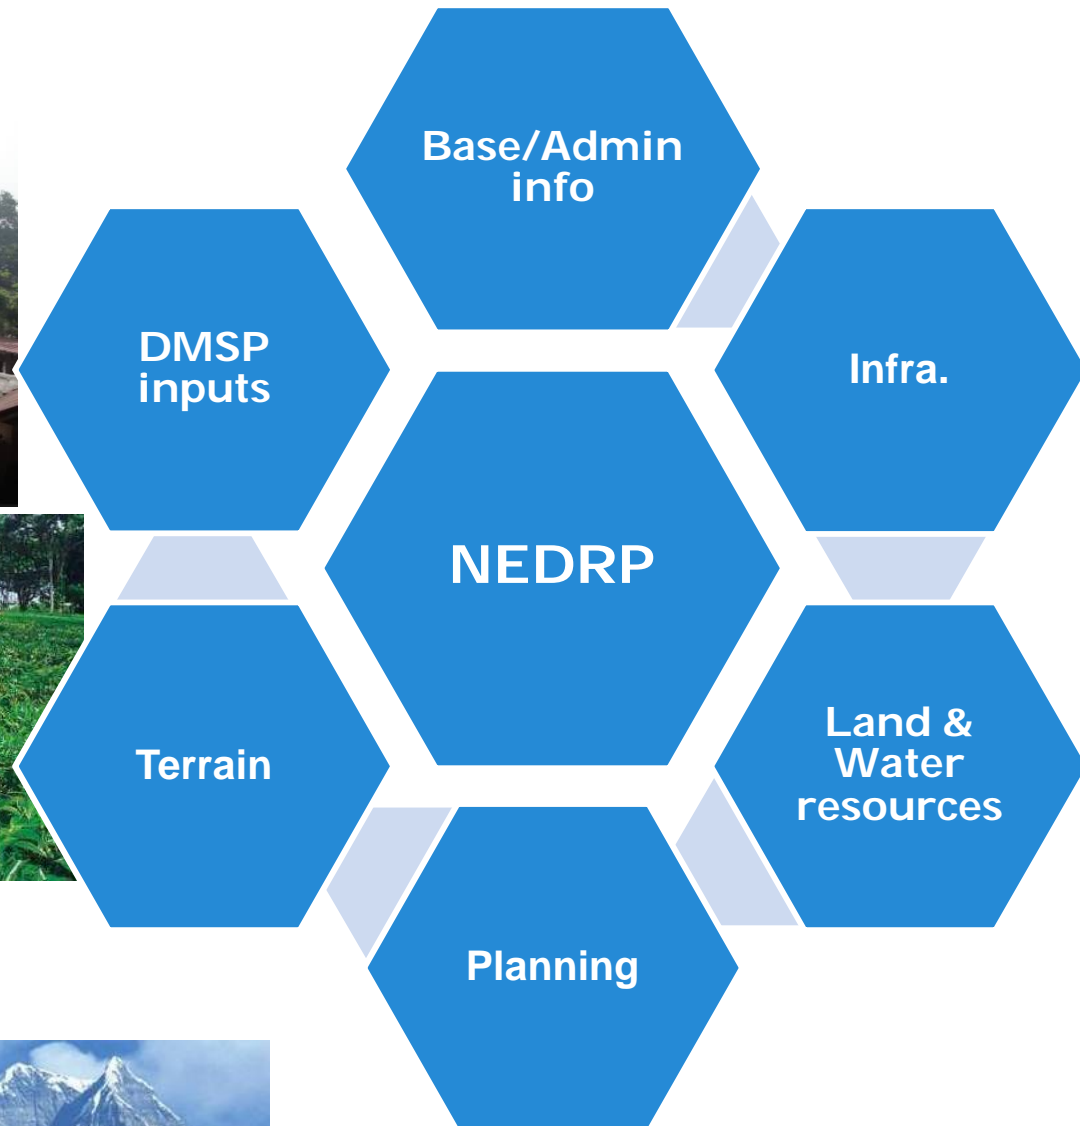 Base/Admin
info
DMSP
inputs
Infra.
NEDRP
Land &
Water
resources
Terrain
Planning